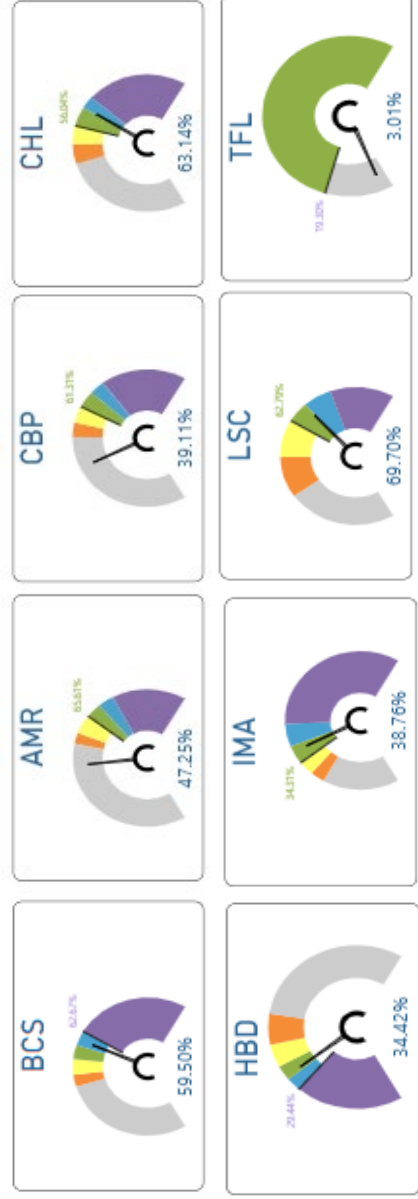 BCS
62.67%
59.50%
AMR
65.61%
47.25%
CBP
61.31%
39.11%
CHL
56.04%
63.14%
HBD
29.44%
34.42%
IMA
34.31%
38.76%
LSC
62.79%
69.70%
TFL
19.30%
3.01%